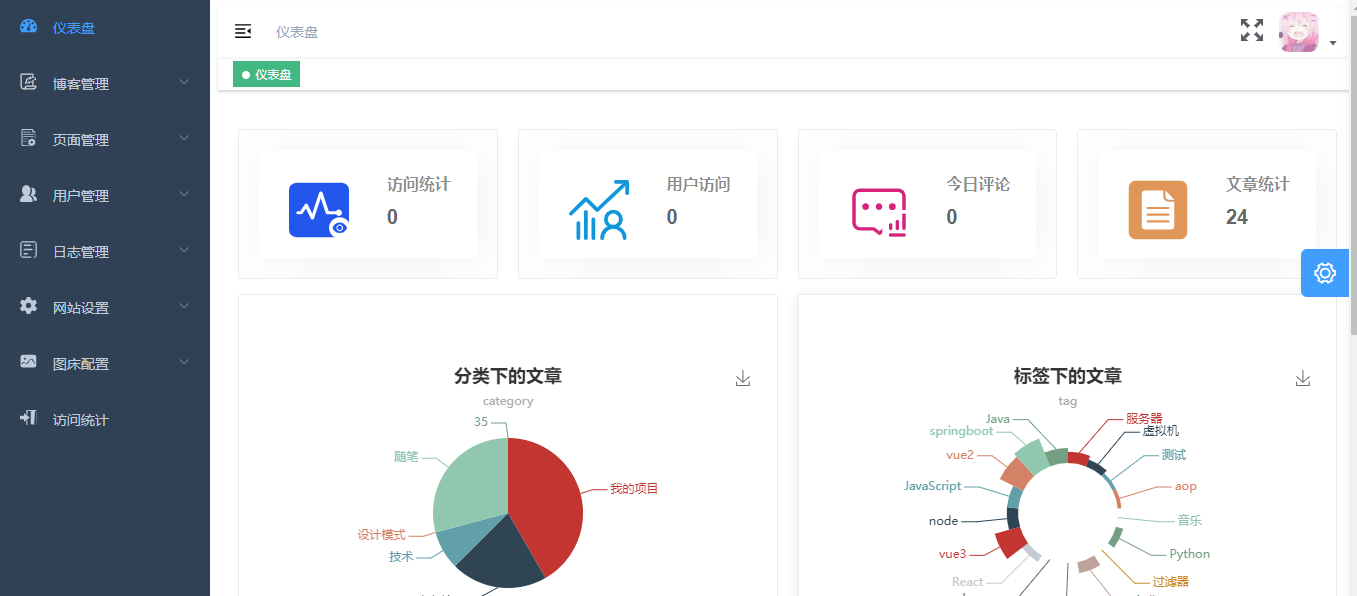 仪表盘
博客管理
页面管理
用户管理
日志管理
网站设置
图床配置
访问统计
仪表盘
仪表盘
访问统计
0
用户访问
0
今日评论
0
文章统计
24
分类下的文章
category
35
随笔
我的项目
设计模式
技术
标签下的文章
tag
Java
服务器
springboot
虚拟机
vue2
测试
JavaScript
aop
node
音乐
vue3
Python
React
过滤器